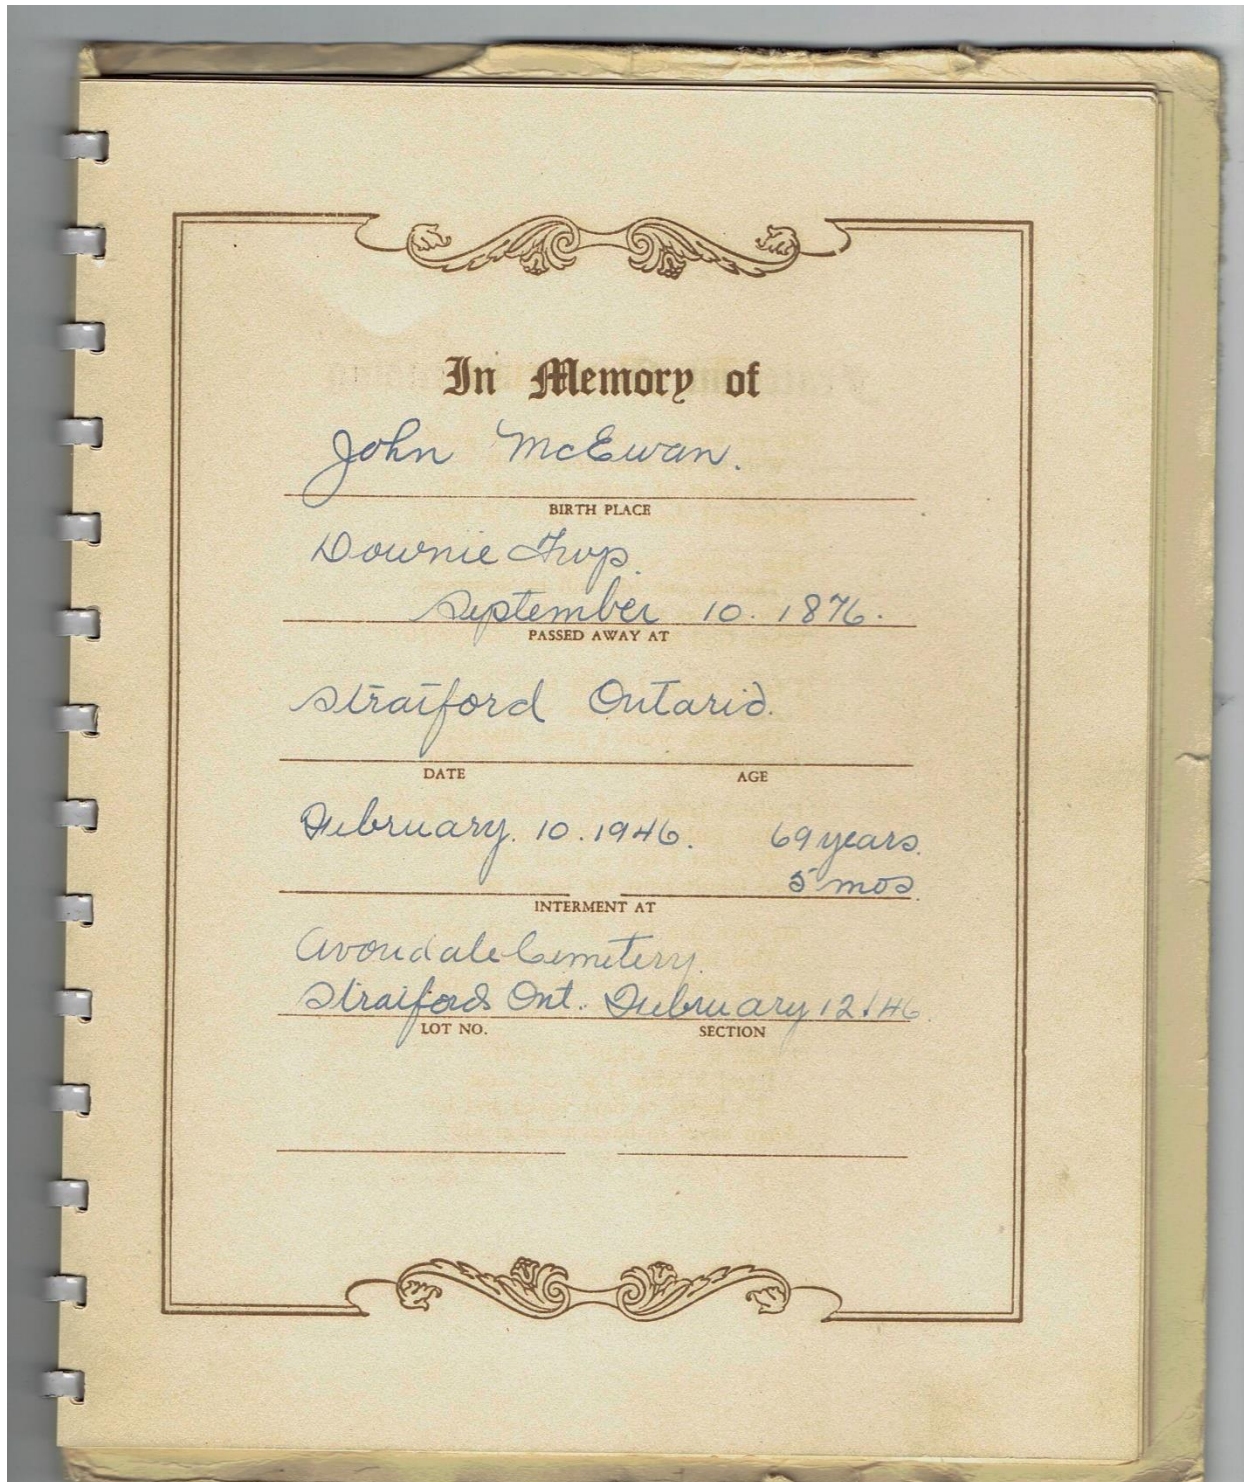 In Memory of
John McEwan.
BIRTH PLACE
Downie Twp.
September 10. 1876.
PASSED AWAY AT
Stratford Ontario.
DATE AGE
February. 10. 1946. 69 years.
5 mos.
INTERMENT AT
Avondale Cemetery.
Stratford Ont. February 12/46.
LOT NO. SECTION